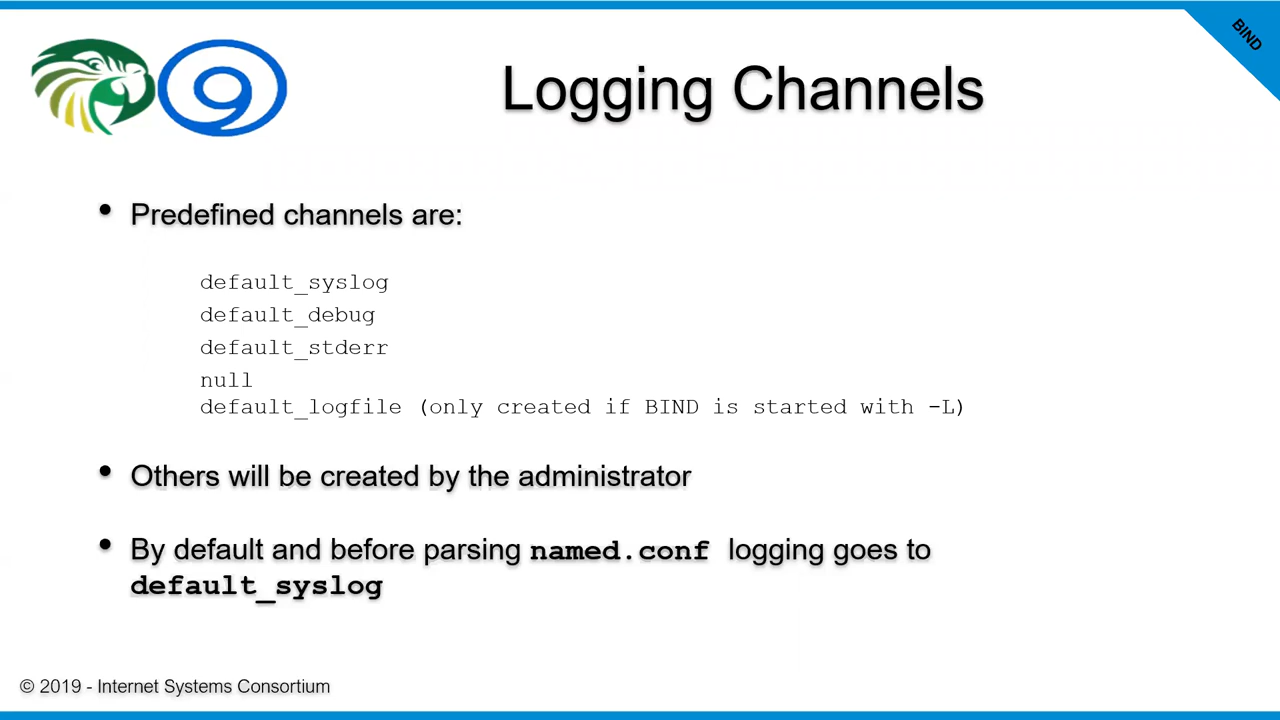 BIND
9
Logging Channels
• Predefined channels are:
default_syslog
default_debug
default_stderr
null
default_logfile (only created if BIND is started with -L)
• Others will be created by the administrator
• By default and before parsing named.conf logging goes to
default_syslog
© 2019 - Internet Systems Consortium